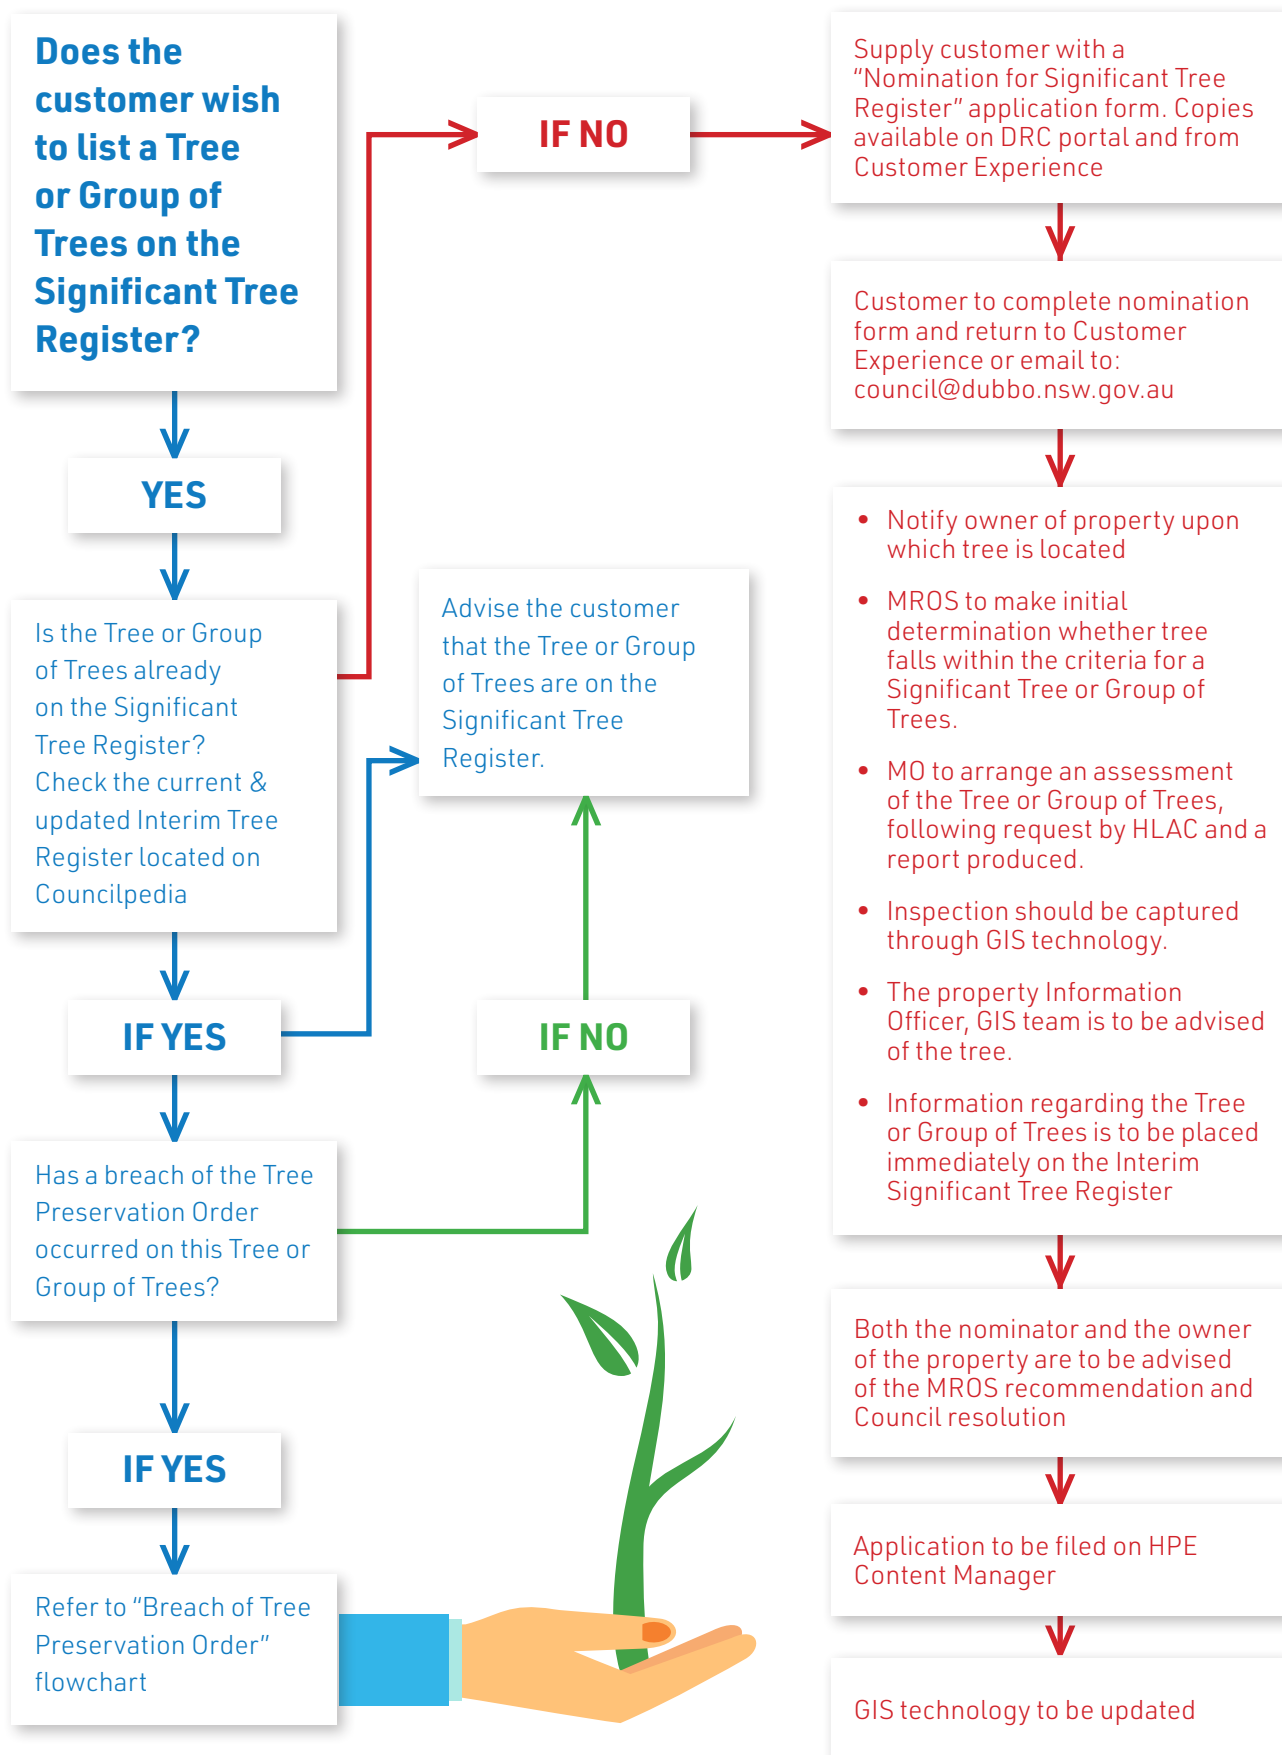 Does the
customer wish
to list a Tree
or Group of
Trees on the
Significant Tree
Register?
YES
Is the Tree or Group
of Trees already
on the Significant
Tree Register?
Check the current &
updated Interim Tree
Register located on
Councilpedia
IF YES
Has a breach of the Tree
Preservation Order
occurred on this Tree or
Group of Trees?
IF YES
Refer to “Breach of Tree
Preservation Order”
flowchart
IF NO
Advise the customer
that the Tree or Group
of Trees are on the
Significant Tree
Register.
IF NO
Supply customer with a
“Nomination for Significant Tree
Register” application form. Copies
available on DRC portal and from
Customer Experience
Customer to complete nomination
form and return to Customer
Experience or email to:
council@dubbo.nsw.gov.au
• Notify owner of property upon
which tree is located
• MROS to make initial
determination whether tree
falls within the criteria for a
Significant Tree or Group of
Trees.
• MO to arrange an assessment
of the Tree or Group of Trees,
following request by HLAC and a
report produced.
• Inspection should be captured
through GIS technology.
• The property Information
Officer, GIS team is to be advised
of the tree.
• Information regarding the Tree
or Group of Trees is to be placed
immediately on the Interim
Significant Tree Register
Both the nominator and the owner
of the property are to be advised
of the MROS recommendation and
Council resolution
Application to be filed on HPE
Content Manager
GIS technology to be updated